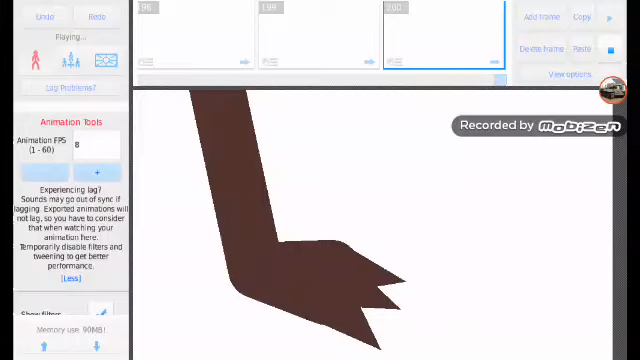 Undo Redo
Playing...
Lag Problems?
Animation Tools
Animation FPS
(1 - 60)
8
+
Experiencing lag?
Sounds may go out of sync if
lagging. Exported animations will
not lag, so you have to consider
that when watching your
animation here.
Temporarily disable filters and
tweening to get better
performance.
[Less]
Show filters
Memory use: 90MB!
199
200
Add frame Copy
Delete frame Paste
View options
Recorded by mobizen